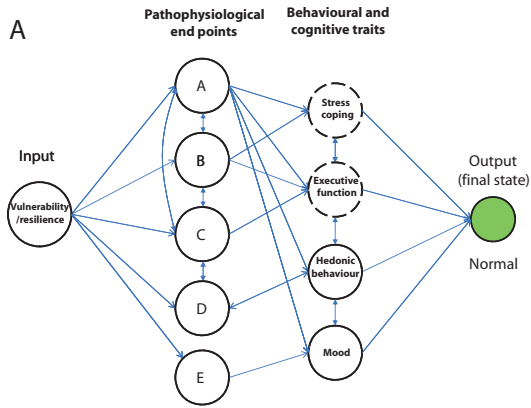 A
Pathophysiological
end points
Behavioural and
cognitive traits
Input
Vulnerability
/resilience
A
B
C
D
E
Stress
coping
Executive
function
Hedonic
behaviour
Mood
Output
(final state)
Normal